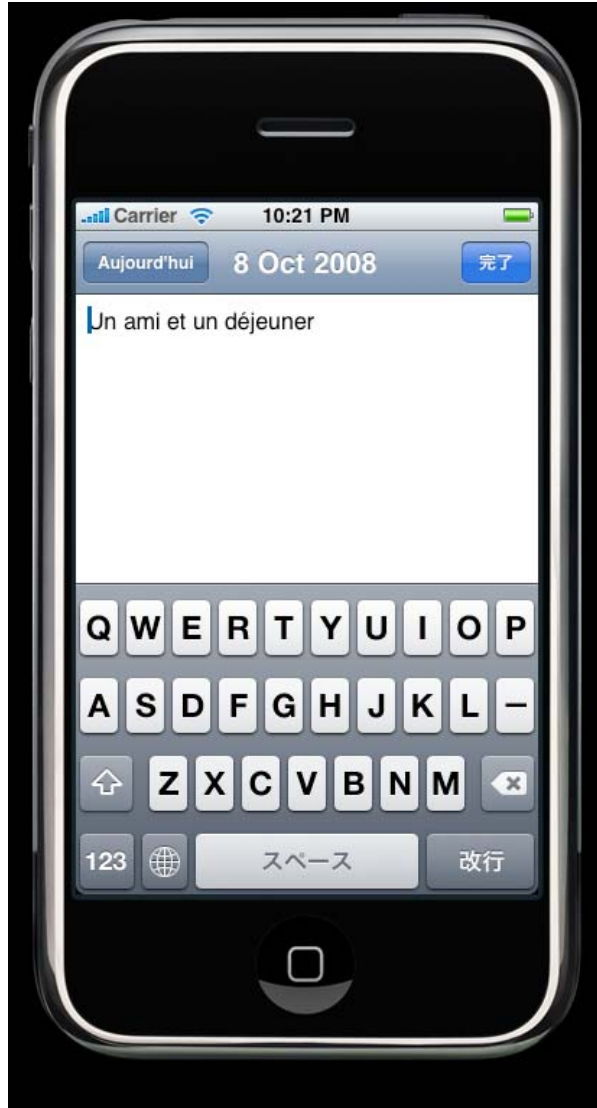 Carrier 10:21 PM
Aujourd'hui 8 Oct 2008 完了
Un ami et un déjeuner
Q W E R T Y U I O P
A S D F G H J K L ー
Z X C V B N M
123 スペース 改行